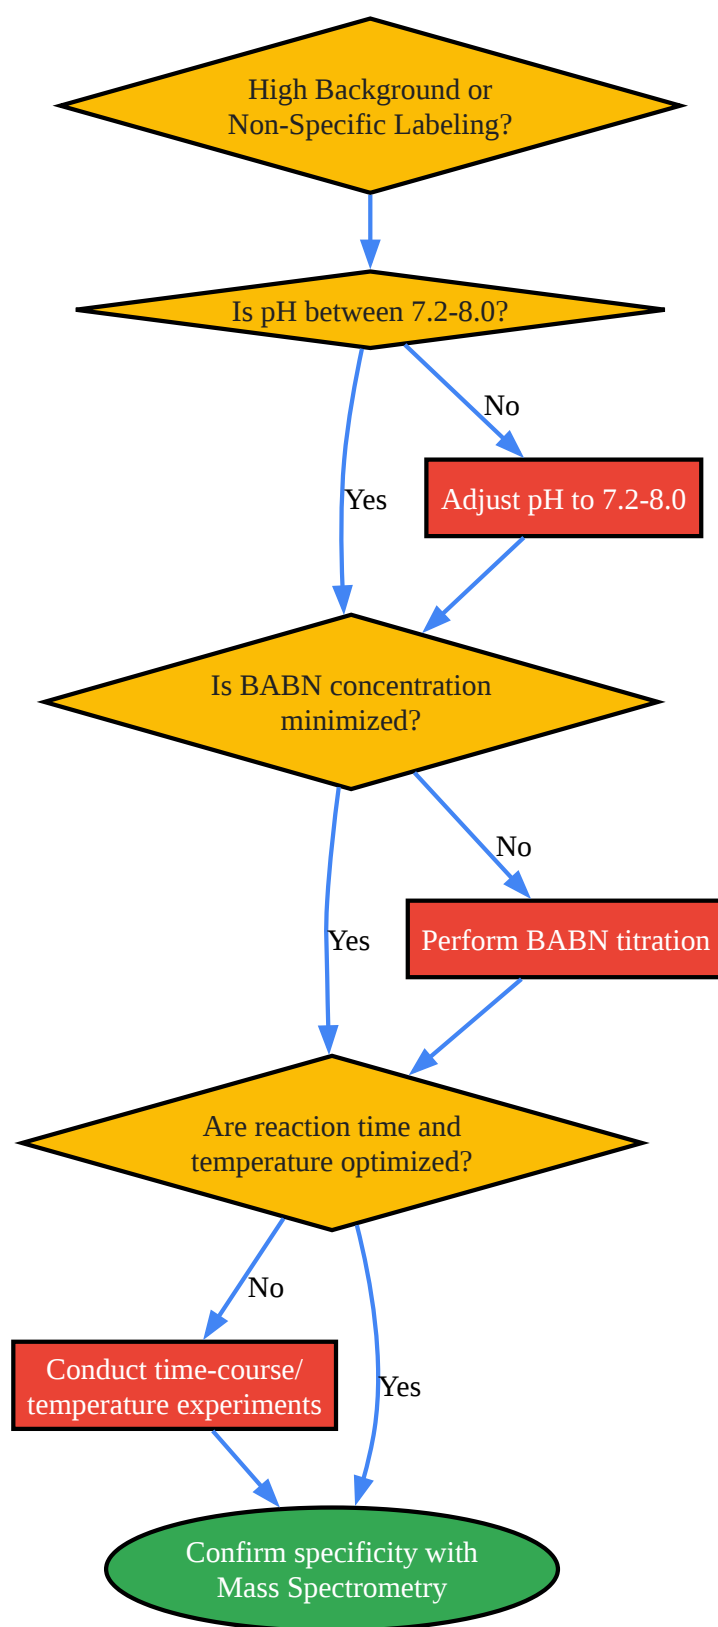 High Background or
Non-Specific Labeling?
Is pH between 7.2-8.0?
No
Adjust pH to 7.2-8.0
Yes
Is BABN concentration
minimized?
No
Perform BABN titration
Yes
Are reaction time and
temperature optimized?
No
Conduct time-course/
temperature experiments
Yes
Confirm specificity with
Mass Spectrometry